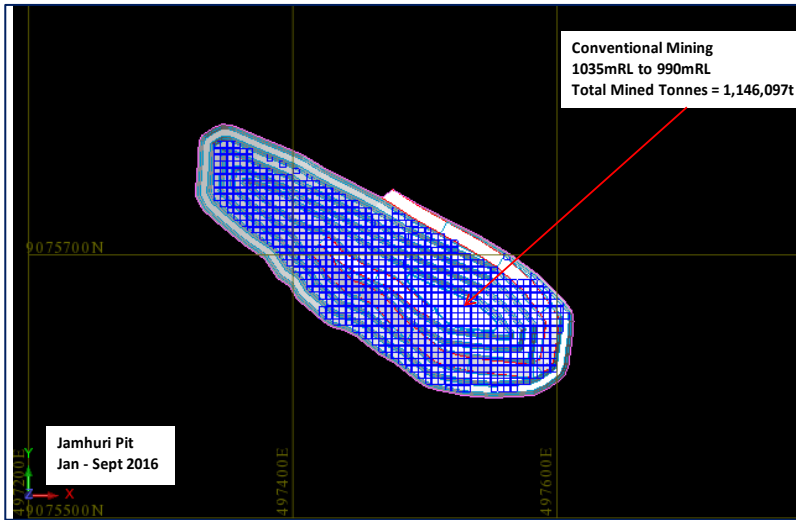 Conventional Mining
1035mRL to 990mRL
Total Mined Tonnes = 1,146,097t
9075700N
Jamhuri Pit
Jan - Sept 2016
Y
Z
X
497200E
497400E
497600E
9075500N